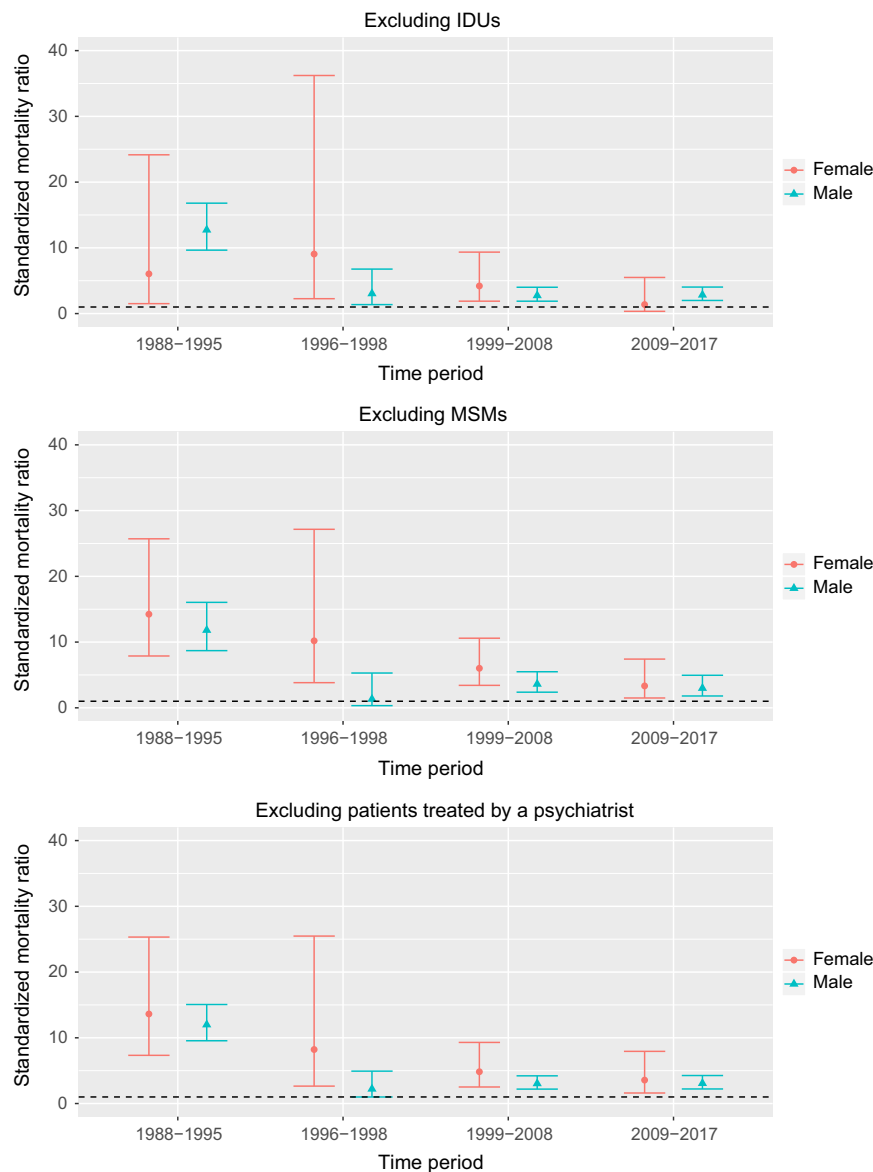 Excluding IDUs
Standardized mortality ratio
40
30
20
10
0
1988−1995 1996−1998 1999−2008 2009−2017
Time period
Female
Male
Excluding MSMs
Standardized mortality ratio
40
30
20
10
0
1988−1995 1996−1998 1999−2008 2009−2017
Time period
Female
Male
Excluding patients treated by a psychiatrist
Standardized mortality ratio
40
30
20
10
0
1988−1995 1996−1998 1999−2008 2009−2017
Time period
Female
Male